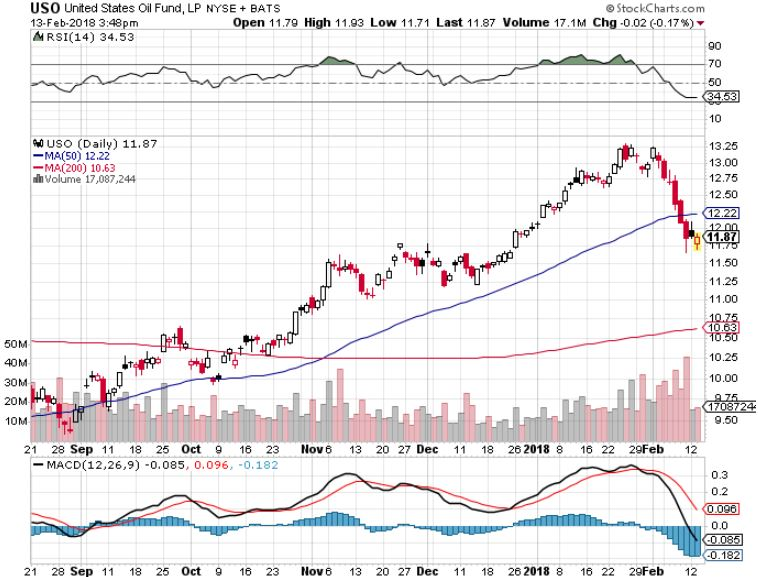 USO United States Oil Fund, LP NYSE + BATS © StockCharts.com
13-Feb-2018 3:48pm Open 11.79 High 11.93 Low 11.71 Last 11.87 Volume 17.1M Chg -0.02 (-0.17%)
RSI(14) 34.53
90
70
50
34.53
30
10
USO (Daily) 11.87
MA(50) 12.22
MA(200) 10.63
Volume 17,087,244
13.25
13.00
12.75
12.50
12.22
12.00
11.87
11.75
11.50
11.25
11.00
10.75
10.63
10.50
10.25
10.00
9.75
17087244
9.50
50M
40M
30M
20M
10M
21 28 Sep 11 18 25 Oct 9 16 23 Nov 6 13 20 27 Dec 11 18 26 2018 8 16 22 29 Feb 12
MACD(12,26,9) -0.085, 0.096, -0.182
0.3
0.2
0.096
0.0
-0.085
-0.182
21 28 Sep 11 18 25 Oct 9 16 23 Nov 6 13 20 27 Dec 11 18 26 2018 8 16 22 29 Feb 12